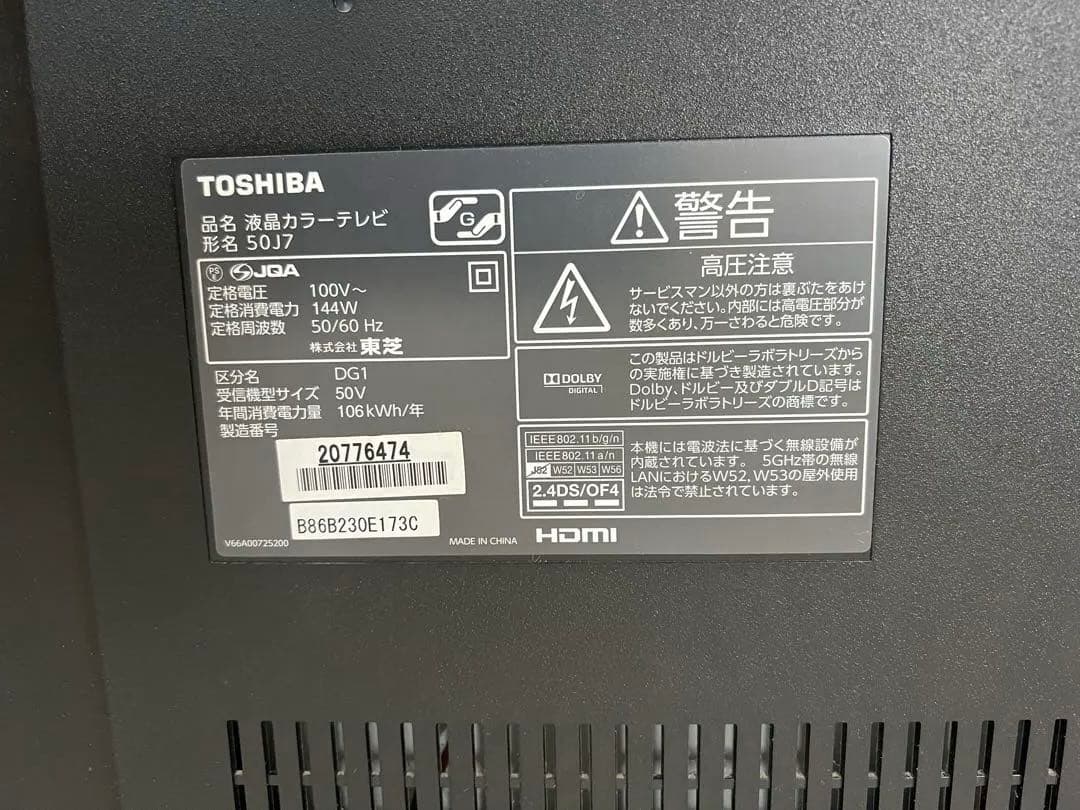 TOSHIBA
品名 液晶カラーテレビ
形名 50J7
G
PS
E
JQA
定格電圧 100V～
定格消費電力 144W
定格周波数 50/60 Hz
株式会社 東芝
区分名 DG1
受信機型サイズ 50V
年間消費電力量 106kWh/年
製造番号
20776474
B86B230E173C
V66A00725200
MADE IN CHINA
HDMI
警告
高圧注意
サービスマン以外の方は裏ぶたをあけ
ないでください。内部には高電圧部分が
数多くあり、万一さわると危険です。
DOLBY
DIGITAL
この製品はドルビーラボラトリーズから
の実施権に基づき製造されています。
Dolby、ドルビー及びダブルD記号は
ドルビーラボラトリーズの商標です。
IEEE802.11b/g/n
IEEE802.11a/n
J52 W52 W53 W56
2.4DS/OF4
本機には電波法に基づく無線設備が
内蔵されています。 5GHz帯の無線
LANにおけるW52、W53の屋外使用
は法令で禁止されています。